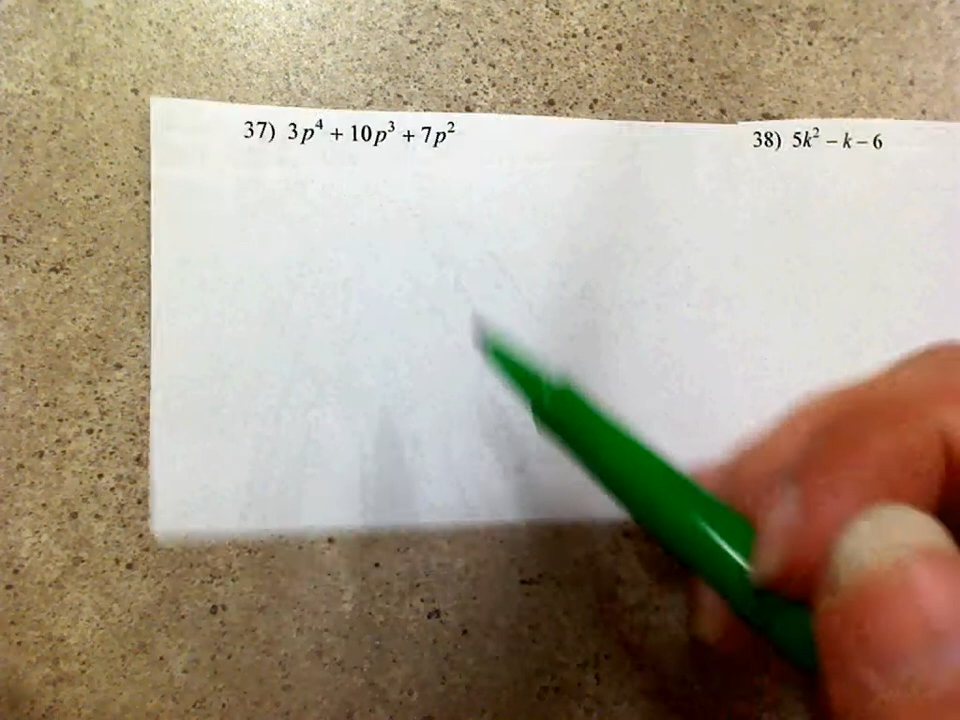 37) 3p⁴ + 10p³ + 7p²
38) 5k² – k – 6